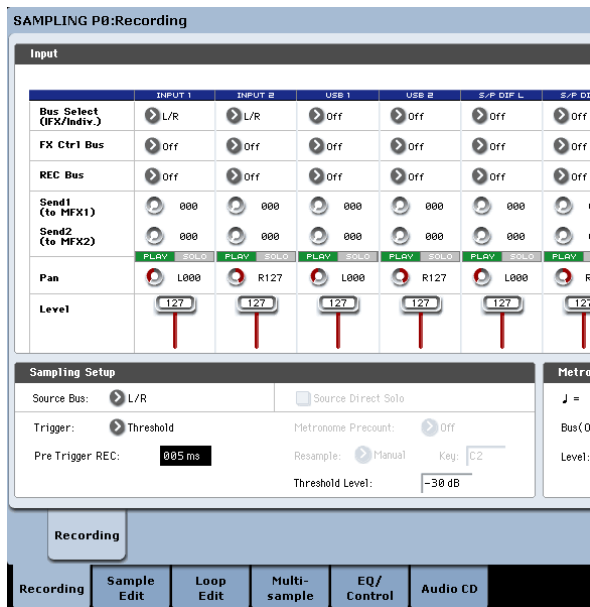 SAMPLING P0:Recording
Input
INPUT 1 INPUT 2 USB 1 USB 2 S/P DIF L S/P DI
Bus Select (IFX/Indiv.) L/R L/R Off Off Off Off
FX Ctrl Bus Off Off Off Off Off Off
REC Bus Off Off Off Off Off Off
Send1 (to MFX1) 000 000 000 000 000
Send2 (to MFX2) 000 000 000 000 000
PLAY SOLO PLAY SOLO PLAY SOLO PLAY SOLO PLAY SOLO PLAY
Pan L000 R127 L000 R127 L000 R
Level 127 127 127 127 127 127
Sampling Setup Metro
Source Bus: L/R Source Direct Solo ♩ =
Trigger: Threshold Metronome Precount: Off Bus(O
Pre Trigger REC: 005 ms Resample: Manual Key: C2 Level:
Threshold Level: -30 dB
Recording
Recording Sample Edit Loop Edit Multi-sample EQ/Control Audio CD